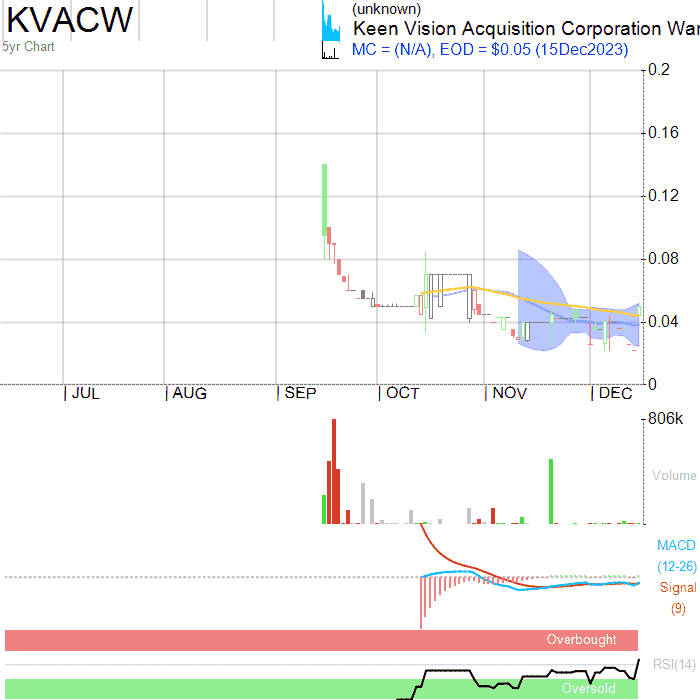 KVACW
5yr Chart
(unknown)
Keen Vision Acquisition Corporation War
MC = (N/A), EOD = $0.05 (15Dec2023)
0.2
0.16
0.12
0.08
0.04
0
| JUL | AUG | SEP | OCT | NOV | DEC
806k
Volume
MACD
(12-26)
Signal
(9)
Overbought
RSI(14)
Oversold